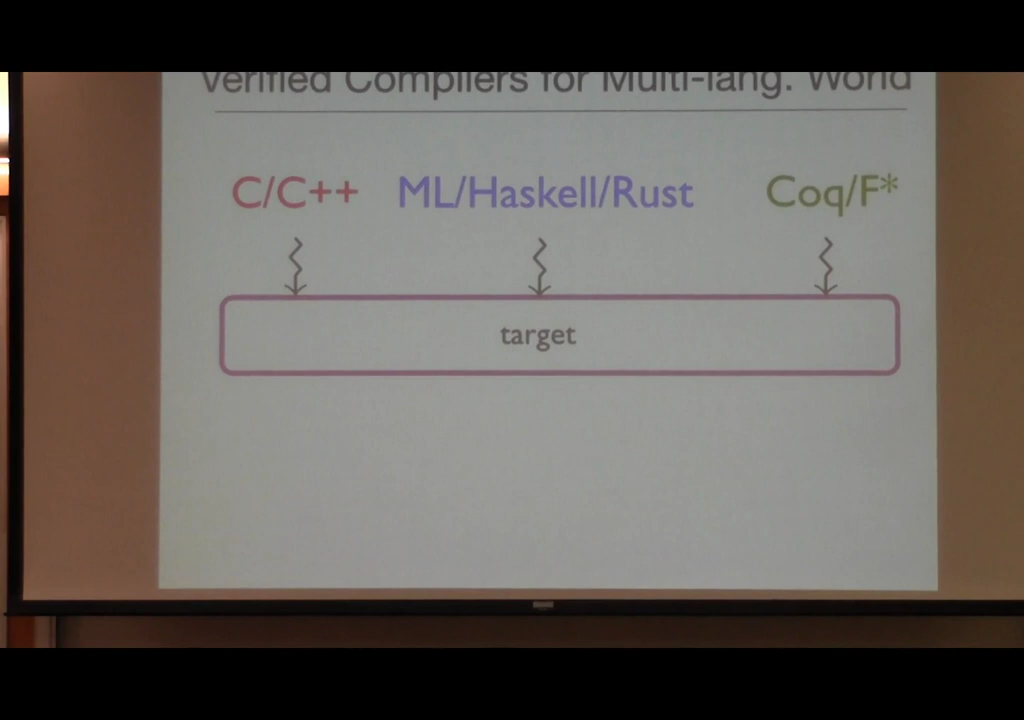 Verified Compilers for Multi-lang. World
C/C++ ML/Haskell/Rust Coq/F*
target